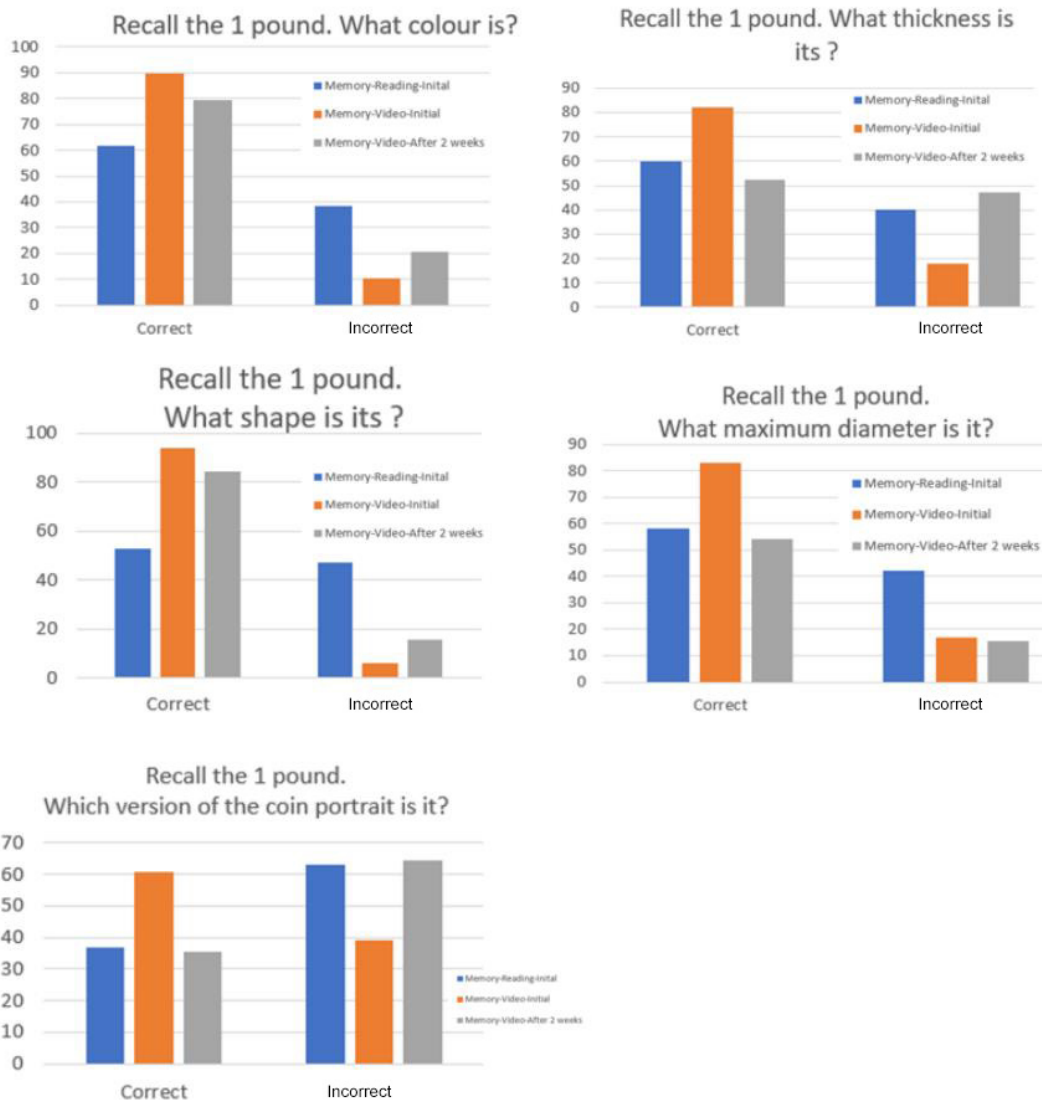 Recall the 1 pound. What colour is?
100
90
80
70
60
50
40
30
20
10
0
Memory-Reading-Inital
Memory-Video-Initial
Memory-Video-After 2 weeks
Correct Incorrect
Recall the 1 pound. What thickness is
its ?
90
80
70
60
50
40
30
20
10
0
Memory-Reading-Inital
Memory-Video-Initial
Memory-Video-After 2 weeks
Correct Incorrect
Recall the 1 pound.
What shape is its ?
100
80
60
40
20
0
Memory-Reading-Inital
Memory-Video-Initial
Memory-Video-After 2 weeks
Correct Incorrect
Recall the 1 pound.
What maximum diameter is it?
90
80
70
60
50
40
30
20
10
0
Memory-Reading-Inital
Memory-Video-Initial
Memory-Video-After 2 weeks
Correct Incorrect
Recall the 1 pound.
Which version of the coin portrait is it?
70
60
50
40
30
20
10
0
Memory-Reading-Inital
Memory-Video-Initial
Memory-Video-After 2 weeks
Correct Incorrect